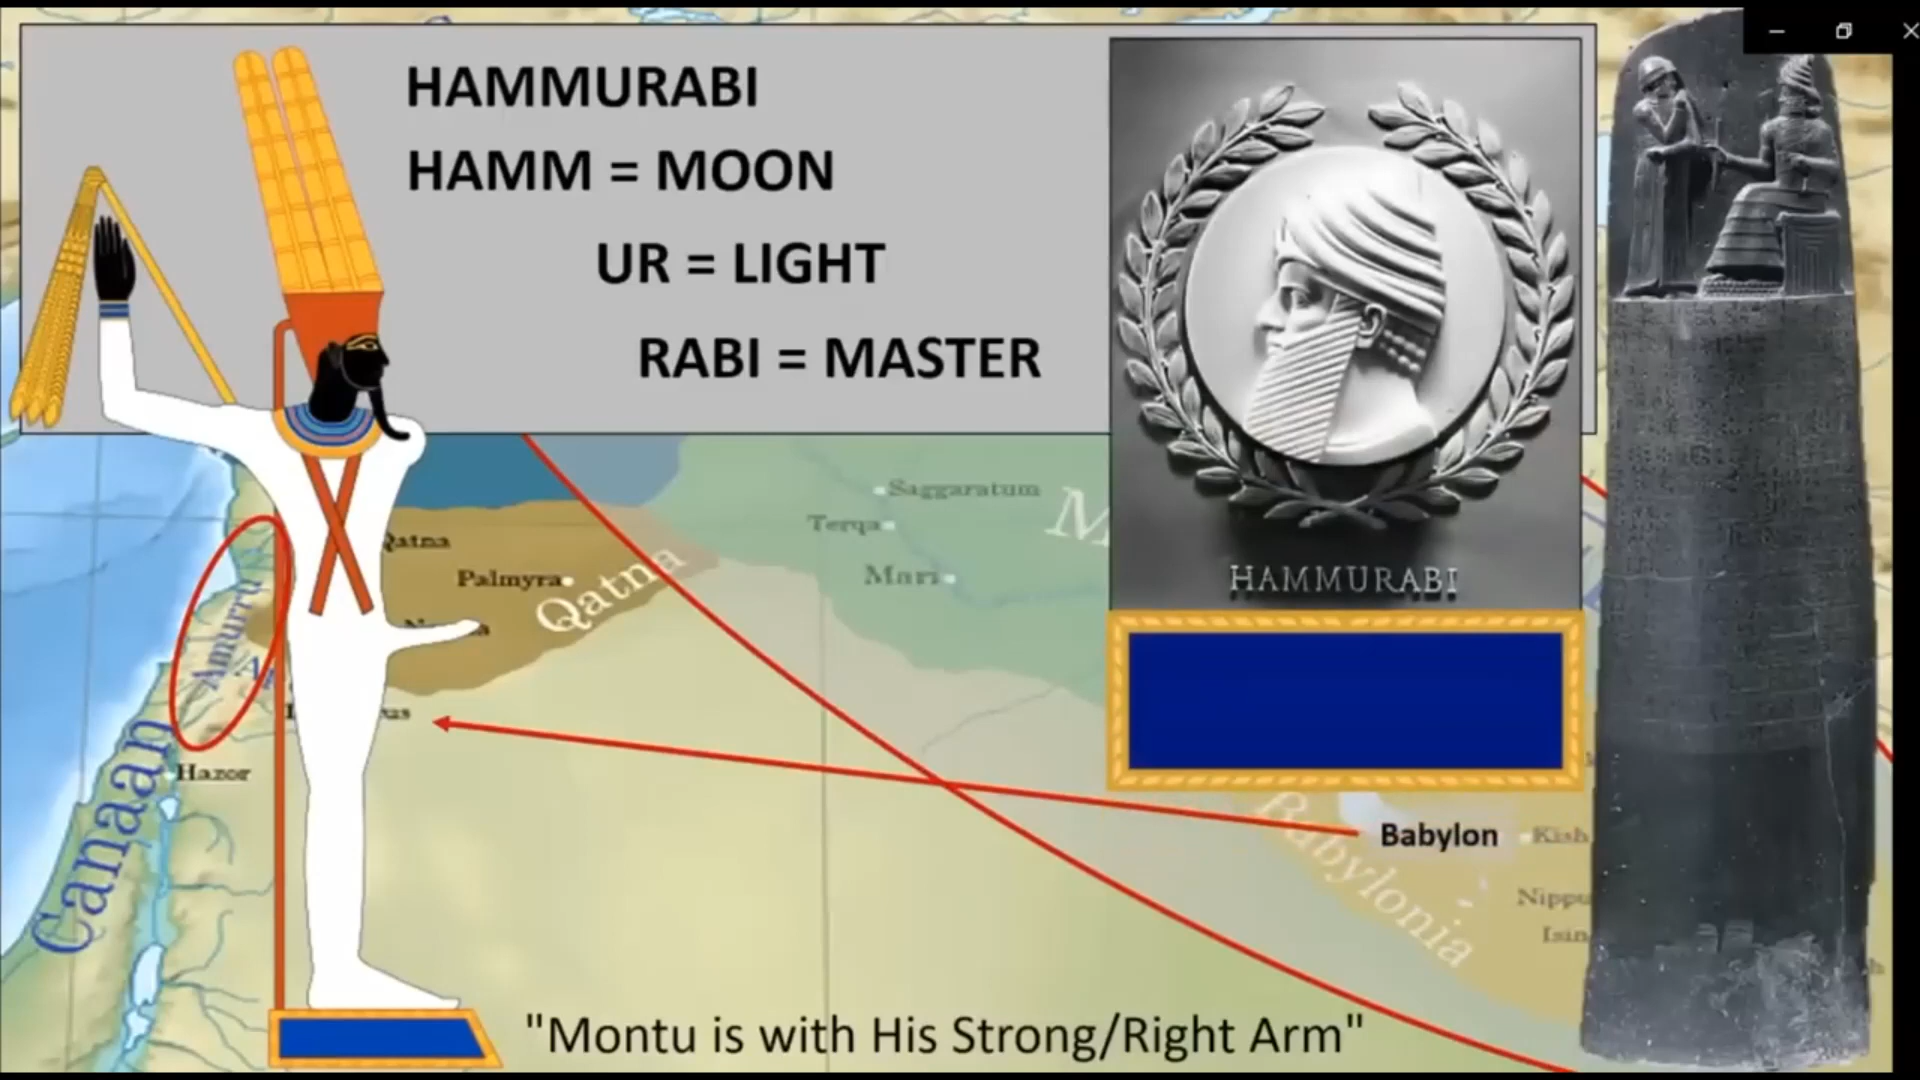 HAMMURABI
HAMM = MOON
UR = LIGHT
RABI = MASTER
HAMMURABI
Saggaratum
Terqa
Mari
Qatna
Palmyra
Qatna
Amurru
Hazor
Canaan
Babylon
Kish
Babylonia
Isin
"Montu is with His Strong/Right Arm"